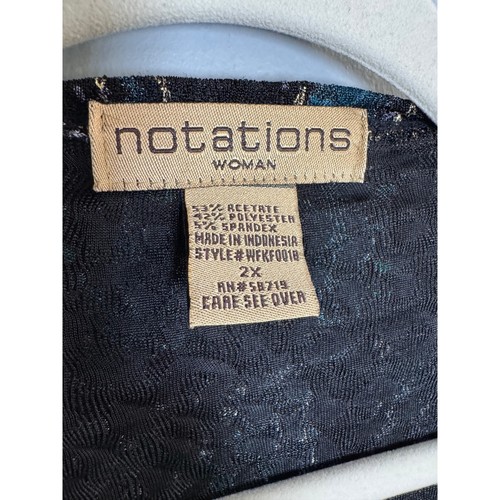 notations
WOMAN
53% ACETATE
42% POLYESTER
5% SPANDEX
MADE IN INDONESIA
STYLE#WFKF0018
2X
RN#58719
CARE SEE OVER